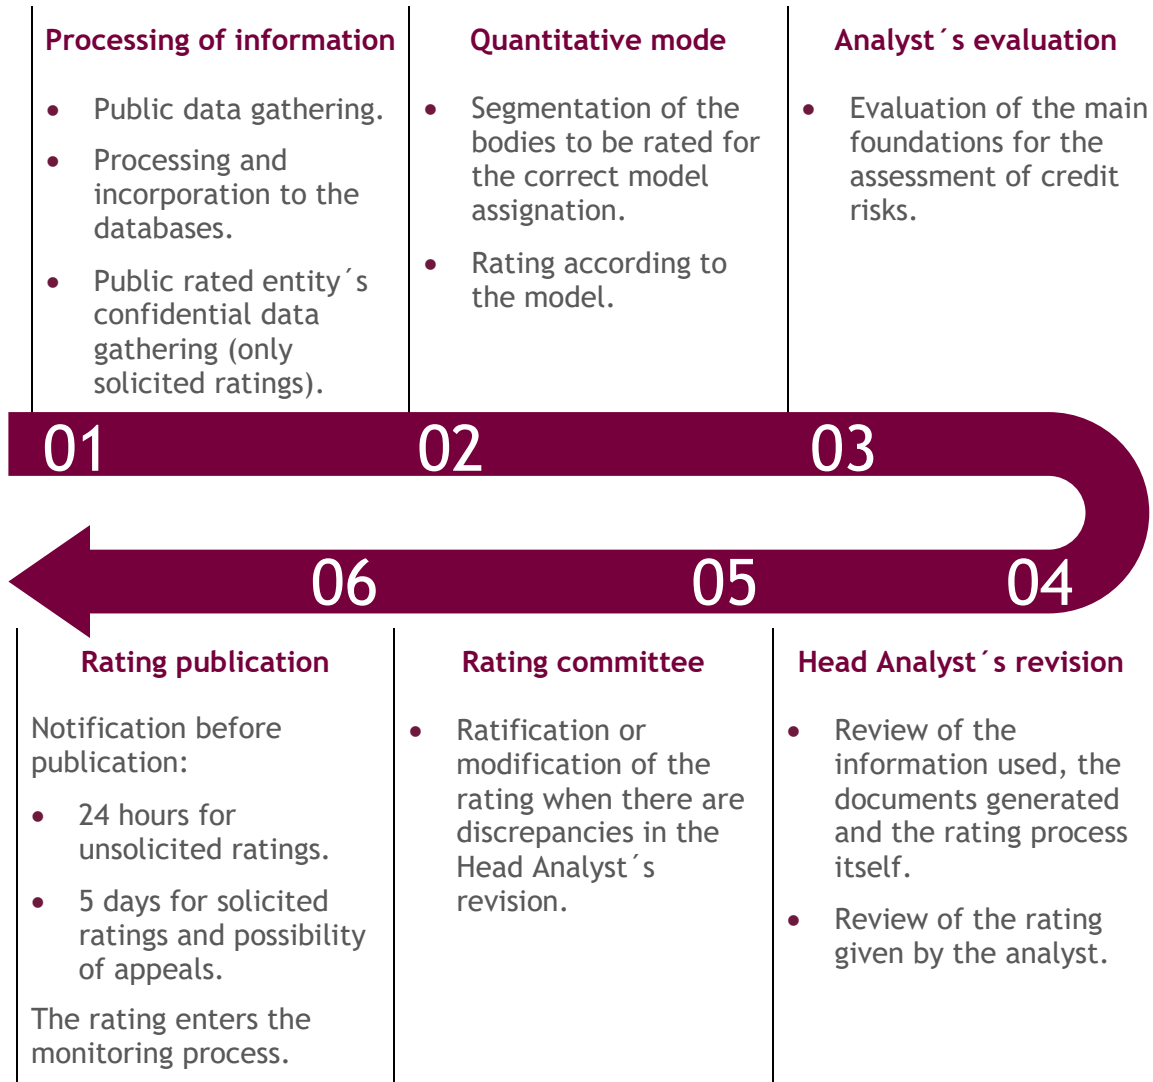 Processing of information
• Public data gathering.
• Processing and
incorporation to the
databases.
• Public rated entity´s
confidential data
gathering (only
solicited ratings).
Quantitative mode
• Segmentation of the
bodies to be rated for
the correct model
assignation.
• Rating according to
the model.
Analyst´s evaluation
• Evaluation of the main
foundations for the
assessment of credit
risks.
01
02
03
04
05
06
Head Analyst´s revision
• Review of the
information used, the
documents generated
and the rating process
itself.
• Review of the rating
given by the analyst.
Rating committee
• Ratification or
modification of the
rating when there are
discrepancies in the
Head Analyst´s
revision.
Rating publication
Notification before
publication:
• 24 hours for
unsolicited ratings.
• 5 days for solicited
ratings and possibility
of appeals.
The rating enters the
monitoring process.